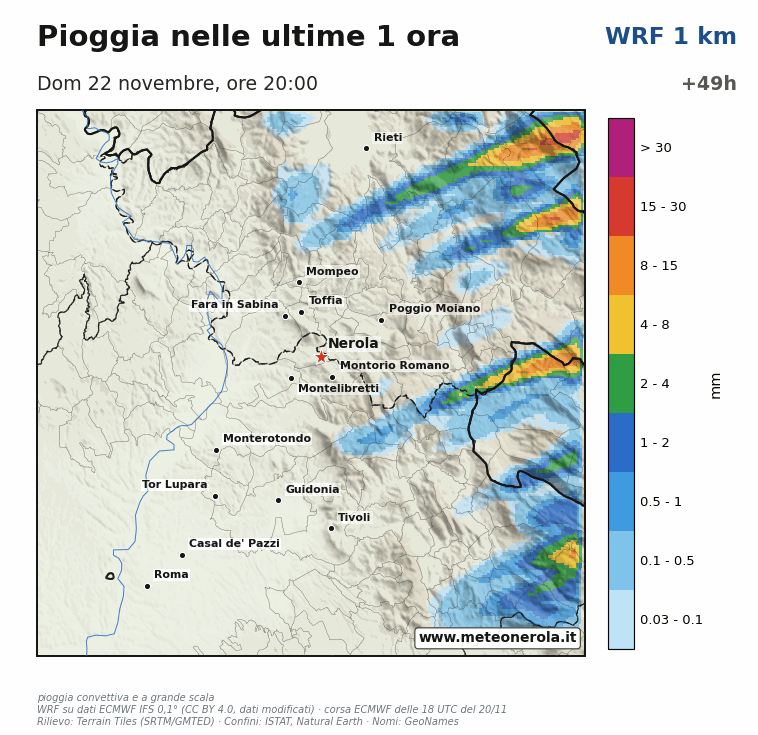 Pioggia nelle ultime 1 ora
WRF 1 km
Dom 22 novembre, ore 20:00
+49h
Rieti
Mompeo
Fara in Sabina
Toffia
Poggio Moiano
Nerola
Montorio Romano
Montelibretti
Monterotondo
Tor Lupara
Guidonia
Tivoli
Casal de' Pazzi
Roma
www.meteonerola.it
> 30
15 - 30
8 - 15
4 - 8
2 - 4
1 - 2
0.5 - 1
0.1 - 0.5
0.03 - 0.1
mm
pioggia convettiva e a grande scala
WRF su dati ECMWF IFS 0,1° (CC BY 4.0, dati modificati) · corsa ECMWF delle 18 UTC del 20/11
Rilievo: Terrain Tiles (SRTM/GMTED) · Confini: ISTAT, Natural Earth · Nomi: GeoNames